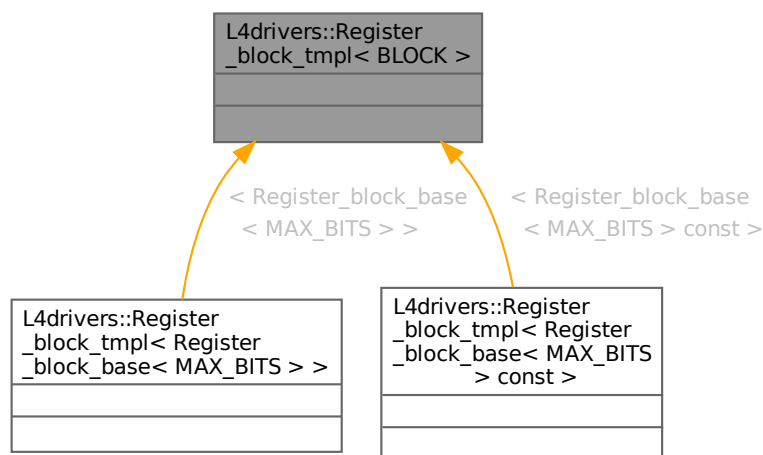 L4drivers::Register
_block_tmpl< BLOCK >
< Register_block_base
< MAX_BITS > >
< Register_block_base
< MAX_BITS > const >
L4drivers::Register
_block_tmpl< Register
_block_base< MAX_BITS > >
L4drivers::Register
_block_tmpl< Register
_block_base< MAX_BITS
> const >